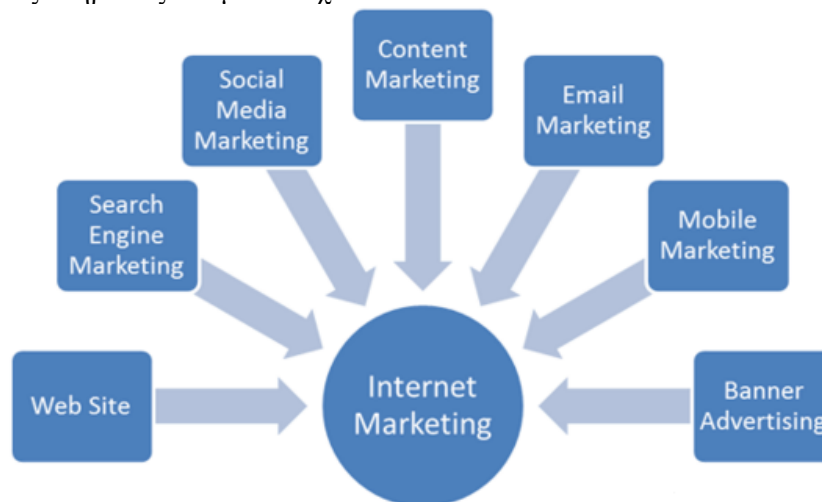 Content
Marketing
Social
Media
Marketing
Email
Marketing
Search
Engine
Marketing
Mobile
Marketing
Web Site
Internet
Marketing
Banner
Advertising